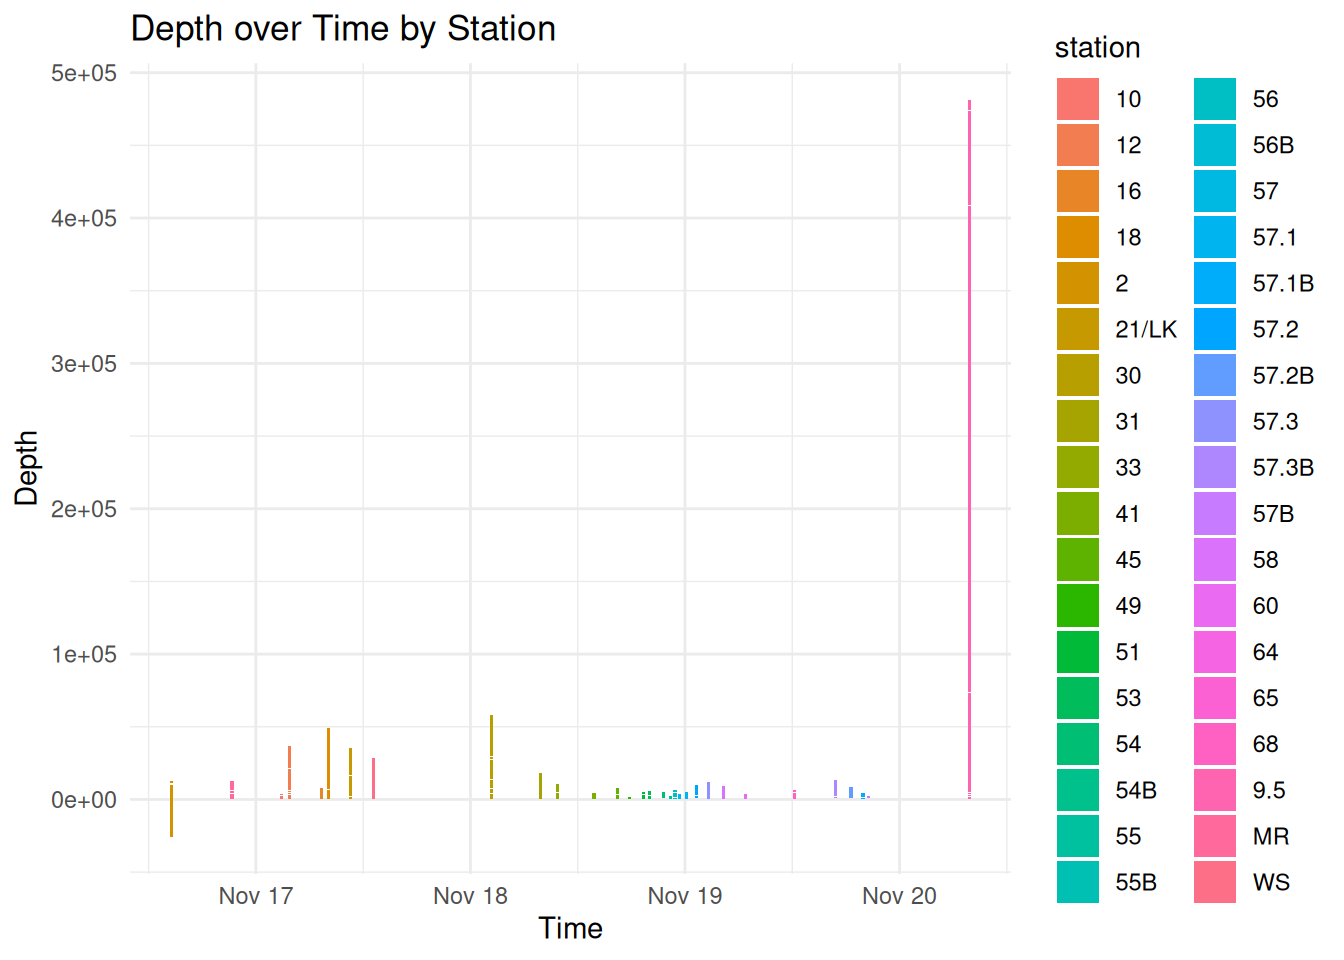 Depth over Time by Station
5e+05
4e+05
3e+05
2e+05
1e+05
0e+00
Depth
Nov 17
Nov 18
Nov 19
Nov 20
Time
station
10
12
16
18
2
21/LK
30
31
33
41
45
49
51
53
54
54B
55
55B
56
56B
57
57.1
57.1B
57.2
57.2B
57.3
57.3B
57B
58
60
64
65
68
9.5
MR
WS